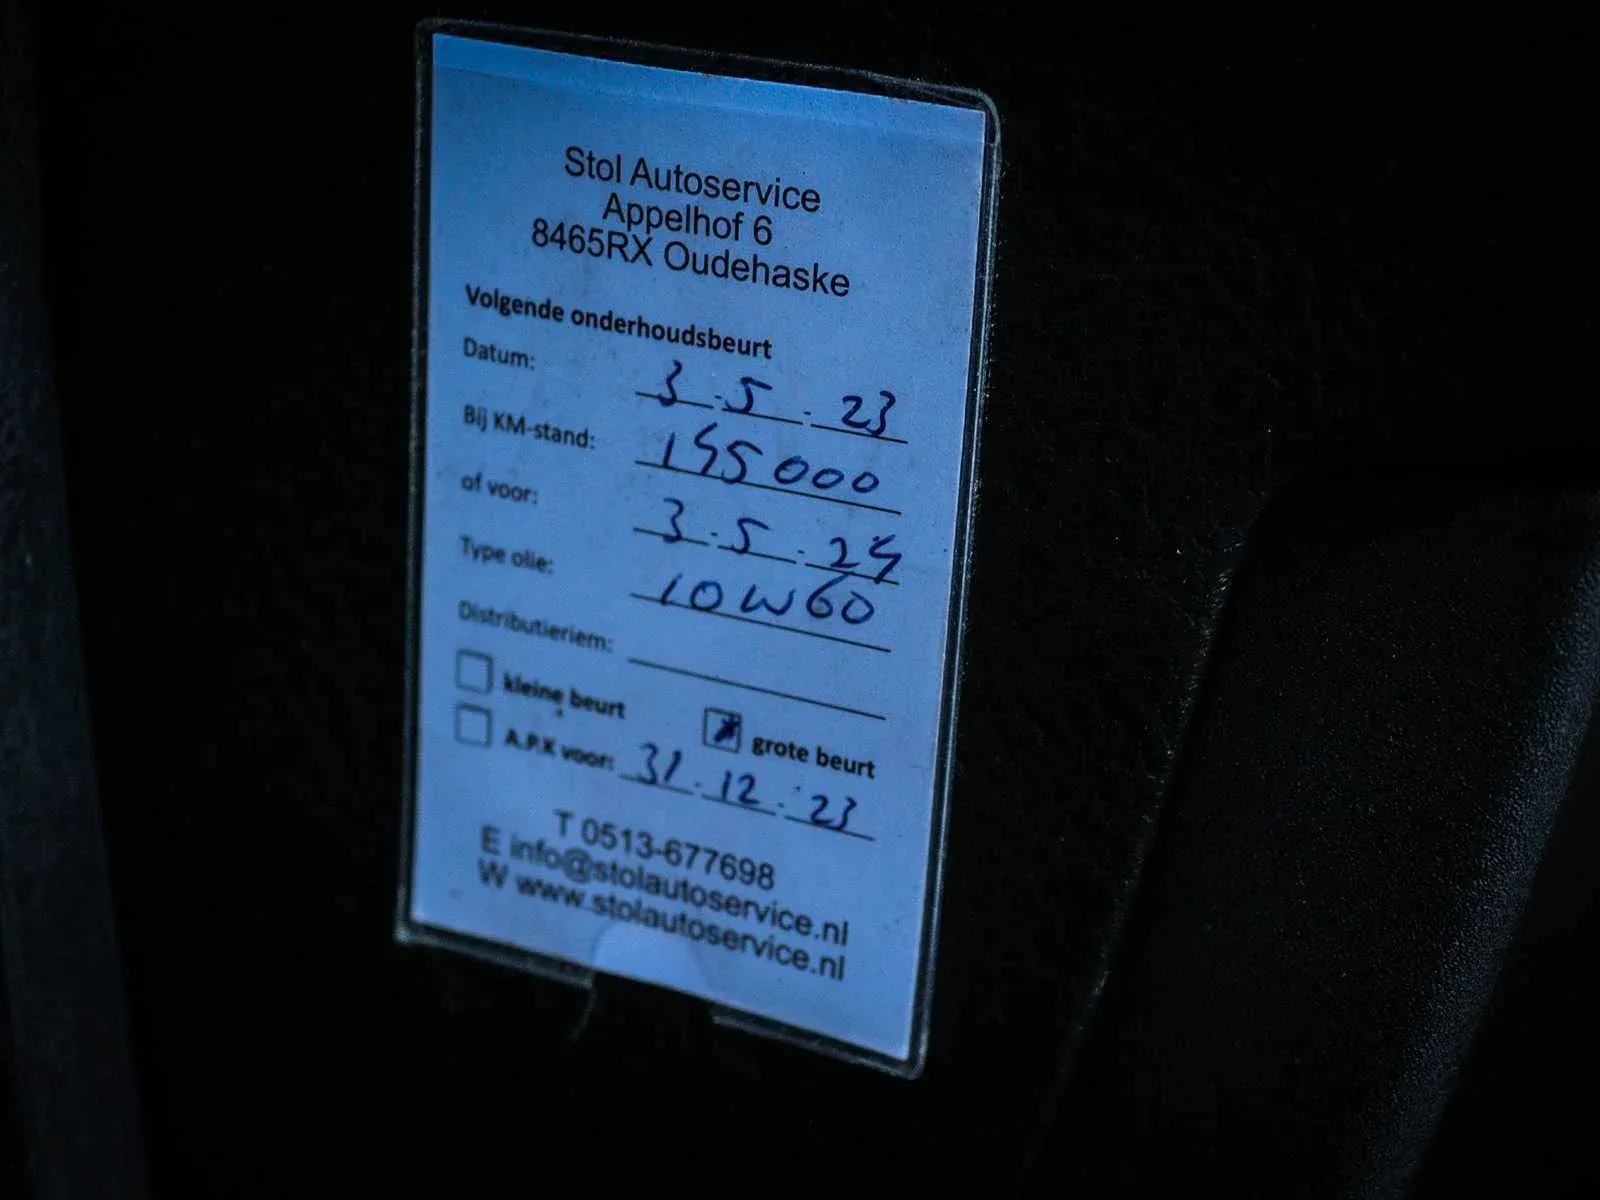 Stol Autoservice
Appelhof 6
8465RX Oudehaske
Volgende onderhoudsbeurt
Datum: 3.5.23
Bij KM-stand: 145000
of voor: 3.5.24
Type olie: 10W60
Distributieriem:
kleine beurt grote beurt
A.P.K voor: 31.12.23
T 0513-677698
E info@stolautoservice.nl
W www.stolautoservice.nl